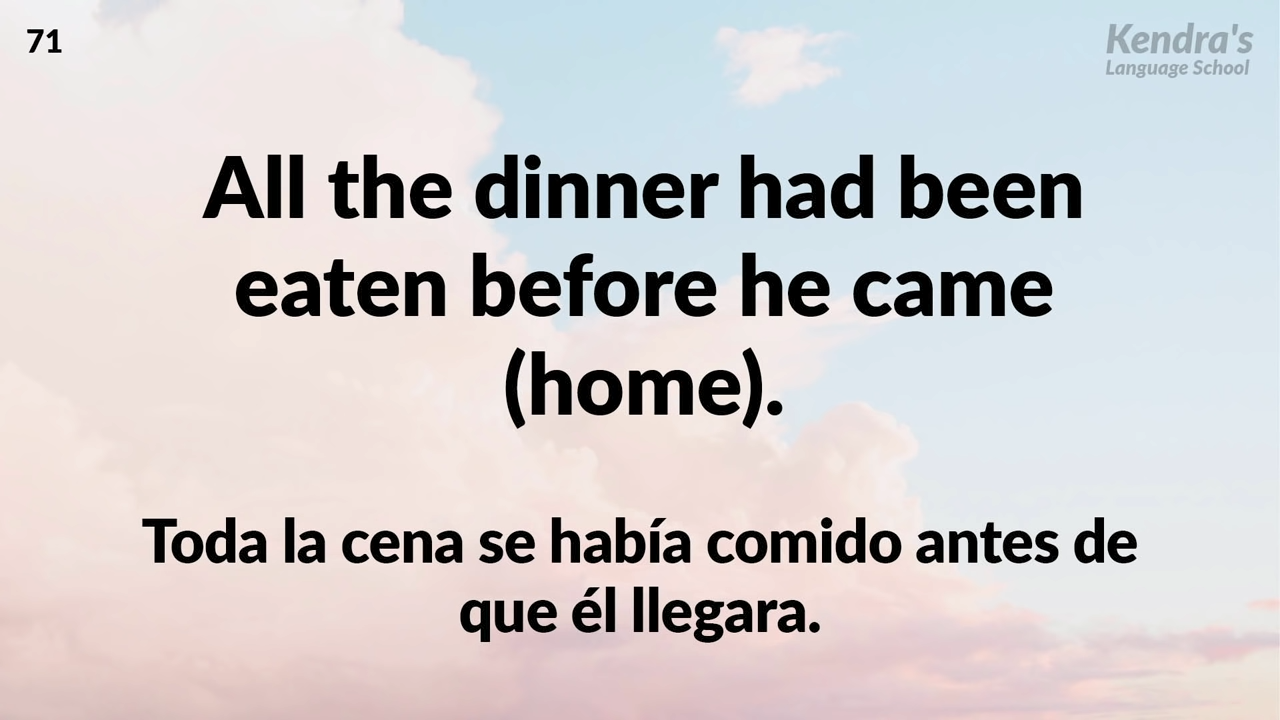 71
Kendra's
Language School
All the dinner had been
eaten before he came
(home).
Toda la cena se había comido antes de
que él llegara.